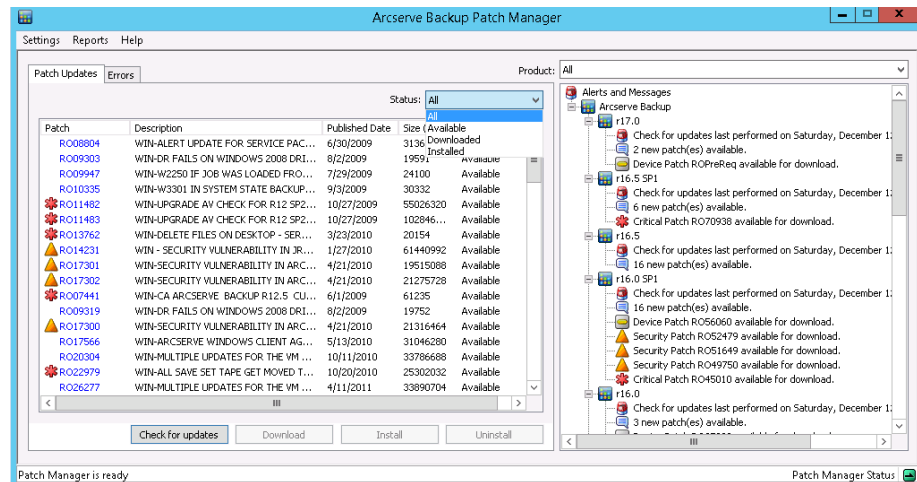 Arcserve Backup Patch Manager
Settings Reports Help
Patch Updates Errors
Product: All
Status: All
All
Available
Downloaded
Installed
Patch Description Published Date Size (
RO08804 WIN-ALERT UPDATE FOR SERVICE PAC... 6/30/2009 3136
RO09303 WIN-DR FAILS ON WINDOWS 2008 DRI... 8/2/2009 19591 Available
RO09947 WIN-W2250 IF JOB WAS LOADED FRO... 7/29/2009 24100 Available
RO10335 WIN-W3301 IN SYSTEM STATE BACKUP... 9/3/2009 30332 Available
RO11482 WIN-UPGRADE AV CHECK FOR R12 SP2... 10/27/2009 55026320 Available
RO11483 WIN-UPGRADE AV CHECK FOR R12 SP2... 10/27/2009 102846... Available
RO13762 WIN-DELETE FILES ON DESKTOP - SER... 3/23/2010 20154 Available
RO14231 WIN - SECURITY VULNERABILITY IN JR... 1/27/2010 61440992 Available
RO17301 WIN-SECURITY VULNERABILITY IN ARC... 4/21/2010 19515088 Available
RO17302 WIN-SECURITY VULNERABILITY IN ARC... 4/21/2010 21275728 Available
RO07441 WIN-CA ARCSERVE BACKUP R12.5 CU... 6/1/2009 61235 Available
RO09319 WIN-DR FAILS ON WINDOWS 2008 DRI... 8/2/2009 19752 Available
RO17300 WIN-SECURITY VULNERABILITY IN ARC... 4/21/2010 21316464 Available
RO17566 WIN-ARCSERVE WINDOWS CLIENT AG... 5/13/2010 31046280 Available
RO20304 WIN-MULTIPLE UPDATES FOR THE VM ... 10/11/2010 33786688 Available
RO22979 WIN-ALL SAVE SET TAPE GET MOVED T... 10/20/2010 25302032 Available
RO26277 WIN-MULTIPLE UPDATES FOR THE VM ... 4/11/2011 33890704 Available
Check for updates Download Install Uninstall
Alerts and Messages
Arcserve Backup
r17.0
Check for updates last performed on Saturday, December 1
2 new patch(es) available.
Device Patch ROPreReq available for download.
r16.5 SP1
Check for updates last performed on Saturday, December 1
6 new patch(es) available.
Critical Patch RO70938 available for download.
r16.5
Check for updates last performed on Saturday, December 1
16 new patch(es) available.
r16.0 SP1
Check for updates last performed on Saturday, December 1
16 new patch(es) available.
Device Patch RO56060 available for download.
Security Patch RO52479 available for download.
Security Patch RO51649 available for download.
Security Patch RO49750 available for download.
Critical Patch RO45010 available for download.
r16.0
Check for updates last performed on Saturday, December 1
3 new patch(es) available.
Patch Manager is ready
Patch Manager Status